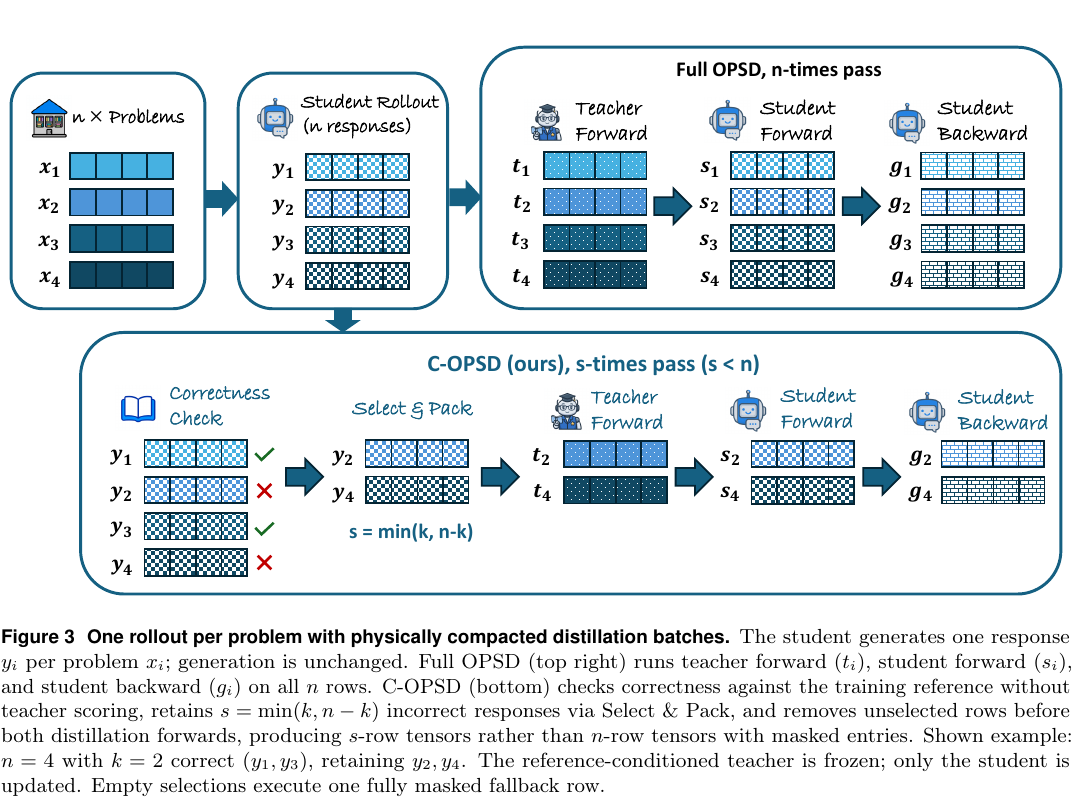 n × Problems
x1
x2
x3
x4
Student Rollout
(n responses)
y1
y2
y3
y4
Full OPSD, n-times pass
Teacher
Forward
t1
t2
t3
t4
Student
Forward
s1
s2
s3
s4
Student
Backward
g1
g2
g3
g4
C-OPSD (ours), s-times pass (s < n)
Correctness
Check
y1
y2
y3
y4
Select & Pack
y2
y4
s = min(k, n-k)
Teacher
Forward
t2
t4
Student
Forward
s2
s4
Student
Backward
g2
g4
Figure 3 One rollout per problem with physically compacted distillation batches. The student generates one response
yi per problem xi; generation is unchanged. Full OPSD (top right) runs teacher forward (ti), student forward (si),
and student backward (gi) on all n rows. C-OPSD (bottom) checks correctness against the training reference without
teacher scoring, retains s = min(k, n − k) incorrect responses via Select & Pack, and removes unselected rows before
both distillation forwards, producing s-row tensors rather than n-row tensors with masked entries. Shown example:
n = 4 with k = 2 correct (y1, y3), retaining y2, y4. The reference-conditioned teacher is frozen; only the student is
updated. Empty selections execute one fully masked fallback row.